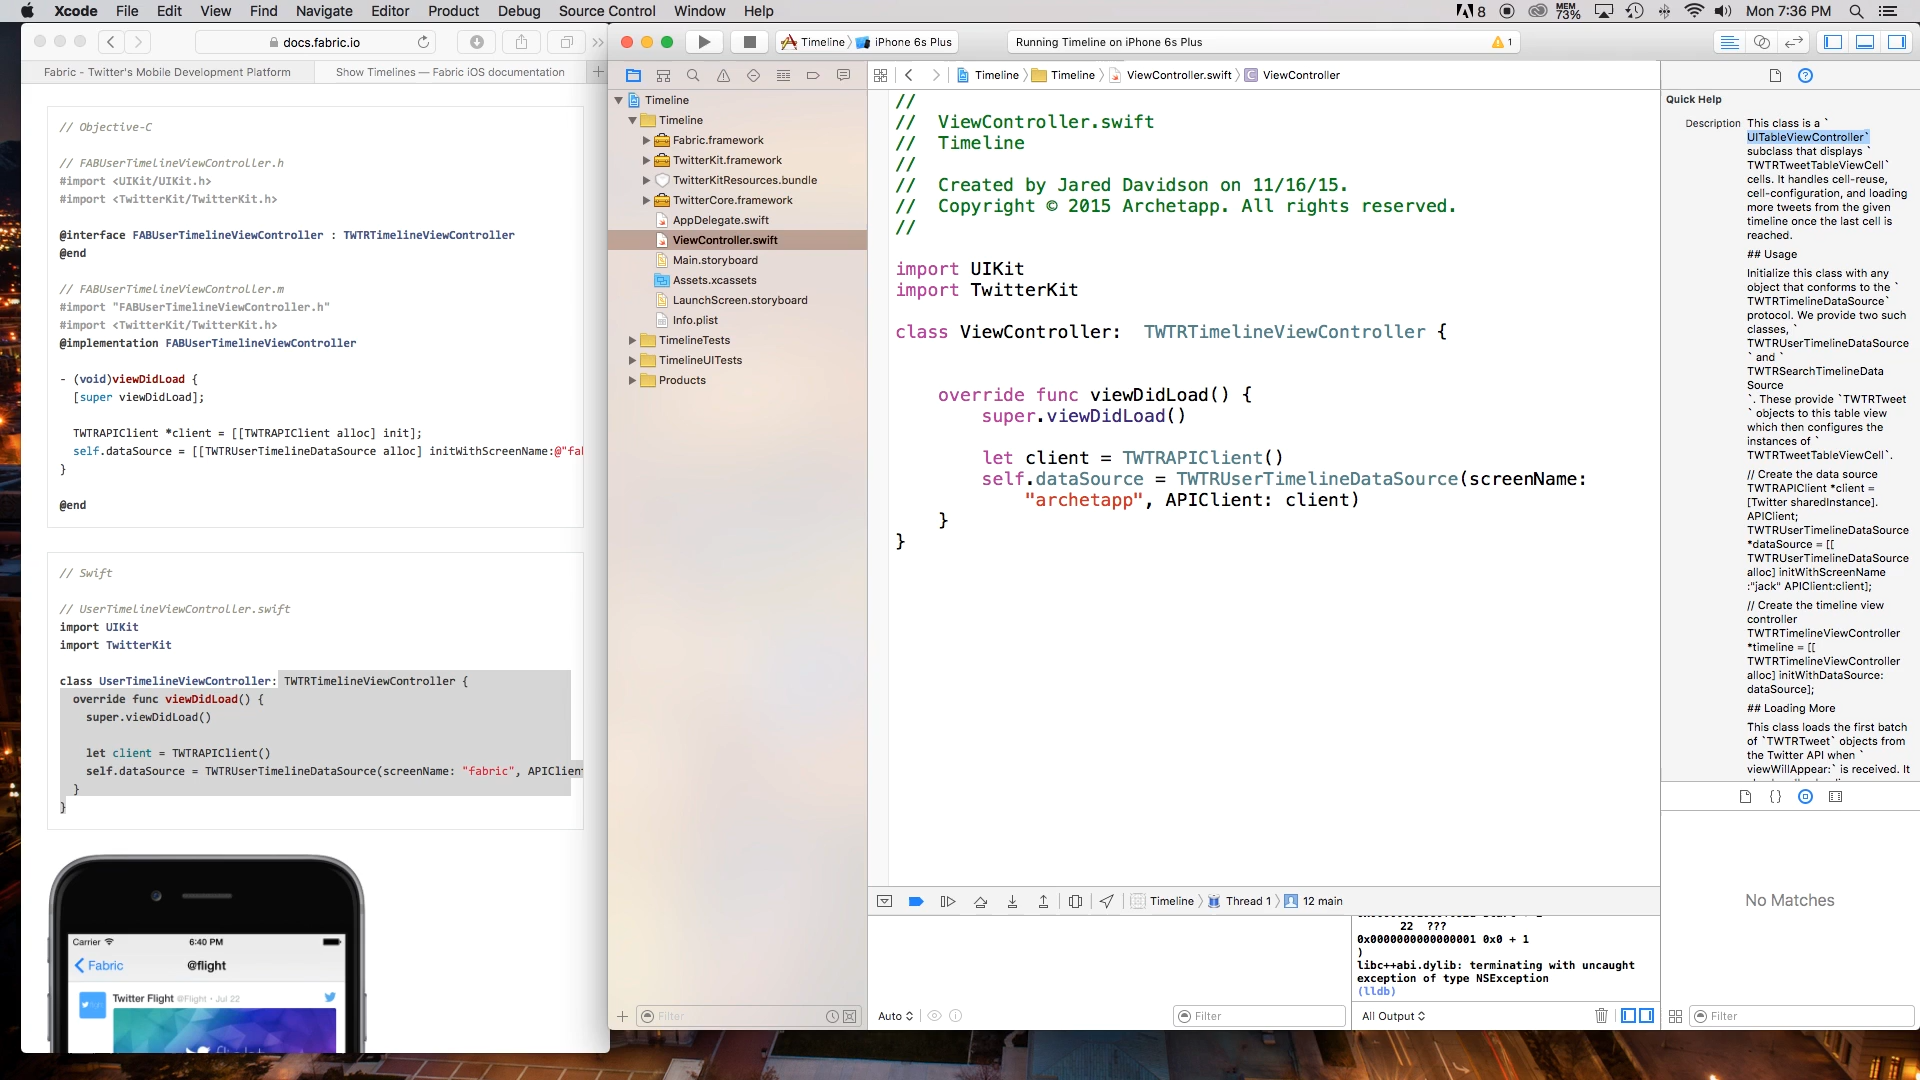 Xcode File Edit View Find Navigate Editor Product Debug Source Control Window Help
8 MEM 73% Mon 7:36 PM
docs.fabric.io
Fabric - Twitter's Mobile Development Platform
Show Timelines — Fabric iOS documentation
// Objective-C
// FABUserTimelineViewController.h
#import <UIKit/UIKit.h>
#import <TwitterKit/TwitterKit.h>
@interface FABUserTimelineViewController : TWTRTimelineViewController
@end
// FABUserTimelineViewController.m
#import "FABUserTimelineViewController.h"
#import <TwitterKit/TwitterKit.h>
@implementation FABUserTimelineViewController
- (void)viewDidLoad {
[super viewDidLoad];
TWTRAPIClient *client = [[TWTRAPIClient alloc] init];
self.dataSource = [[TWTRUserTimelineDataSource alloc] initWithScreenName:@"fal
}
@end
// Swift
// UserTimelineViewController.swift
import UIKit
import TwitterKit
class UserTimelineViewController: TWTRTimelineViewController {
override func viewDidLoad() {
super.viewDidLoad()
let client = TWTRAPIClient()
self.dataSource = TWTRUserTimelineDataSource(screenName: "fabric", APIClien
}
}
Carrier 6:40 PM
Fabric @flight
Twitter Flight @Flight · Jul 22
Timeline iPhone 6s Plus
Running Timeline on iPhone 6s Plus
1
Timeline
Timeline
Fabric.framework
TwitterKit.framework
TwitterKitResources.bundle
TwitterCore.framework
AppDelegate.swift
ViewController.swift
Main.storyboard
Assets.xcassets
LaunchScreen.storyboard
Info.plist
TimelineTests
TimelineUITests
Products
Filter
Timeline Timeline ViewController.swift C ViewController
//
// ViewController.swift
// Timeline
//
// Created by Jared Davidson on 11/16/15.
// Copyright © 2015 Archetapp. All rights reserved.
//
import UIKit
import TwitterKit
class ViewController: TWTRTimelineViewController {
override func viewDidLoad() {
super.viewDidLoad()
let client = TWTRAPIClient()
self.dataSource = TWTRUserTimelineDataSource(screenName:
"archetapp", APIClient: client)
}
}
Timeline Thread 1 12 main
22 ???
0x0000000000000001 0x0 + 1
)
libc++abi.dylib: terminating with uncaught
exception of type NSException
(lldb)
Auto
Filter
All Output
Quick Help
Description This class is a `
UITableViewController`
subclass that displays `
TWTRTweetTableViewCell`
cells. It handles cell-reuse,
cell-configuration, and loading
more tweets from the given
timeline once the last cell is
reached.
## Usage
Initialize this class with any
object that conforms to the `
TWTRTimelineDataSource`
protocol. We provide two such
classes, `
TWTRUserTimelineDataSource
` and `
TWTRSearchTimelineData
Source
`. These provide `TWTRTweet
` objects to this table view
which then configures the
instances of `
TWTRTweetTableViewCell`.
// Create the data source
TWTRAPIClient *client =
[Twitter sharedInstance].
APIClient;
TWTRUserTimelineDataSource
*dataSource = [[
TWTRUserTimelineDataSource
alloc] initWithScreenName
:"jack" APIClient:client];
// Create the timeline view
controller
TWTRTimelineViewController
*timeline = [[
TWTRTimelineViewController
alloc] initWithDataSource:
dataSource];
## Loading More
This class loads the first batch
of `TWTRTweet` objects from
the Twitter API when `
viewWillAppear:` is received. It
No Matches
Filter